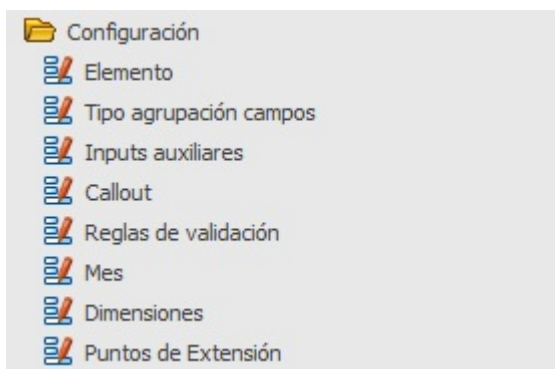 Configuración
Elemento
Tipo agrupación campos
Inputs auxiliares
Callout
Reglas de validación
Mes
Dimensiones
Puntos de Extensión